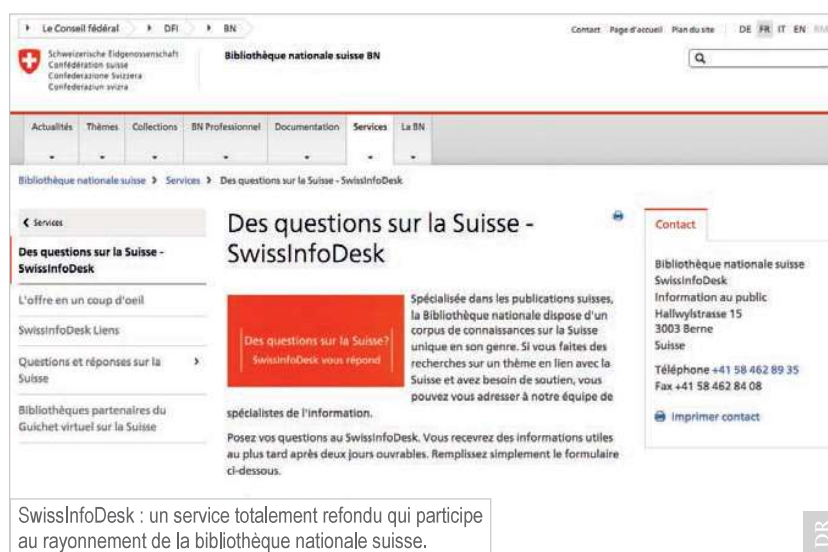 Le Conseil fédéral DFI BN
Contact Page d'accueil Plan du site DE FR IT EN RM
Schweizerische Eidgenossenschaft
Confédération suisse
Confederazione Svizzera
Confederaziun svizra
Bibliothèque nationale suisse BN
Actualités Thèmes Collections BN Professionnel Documentation Services La BN
Bibliothèque nationale suisse > Services > Des questions sur la Suisse - SwissInfoDesk
< Services
Des questions sur la Suisse -
SwissInfoDesk
L'offre en un coup d'oeil
SwissInfoDesk Liens
Questions et réponses sur la >
Suisse
Bibliothèques partenaires du
Guichet virtuel sur la Suisse
Des questions sur la Suisse -
SwissInfoDesk
Des questions sur la Suisse?
SwissInfoDesk vous répond
Spécialisée dans les publications suisses,
la Bibliothèque nationale dispose d'un
corpus de connaissances sur la Suisse
unique en son genre. Si vous faites des
recherches sur un thème en lien avec la
Suisse et avez besoin de soutien, vous
pouvez vous adresser à notre équipe de
spécialistes de l'information.
Posez vos questions au SwissInfoDesk. Vous recevrez des informations utiles
au plus tard après deux jours ouvrables. Remplissez simplement le formulaire
ci-dessous.
Contact
Bibliothèque nationale suisse
SwissInfoDesk
Information au public
Hallwylstrasse 15
3003 Berne
Suisse
Téléphone +41 58 462 89 35
Fax +41 58 462 84 08
Imprimer contact
SwissInfoDesk : un service totalement refondu qui participe
au rayonnement de la bibliothèque nationale suisse.
DR